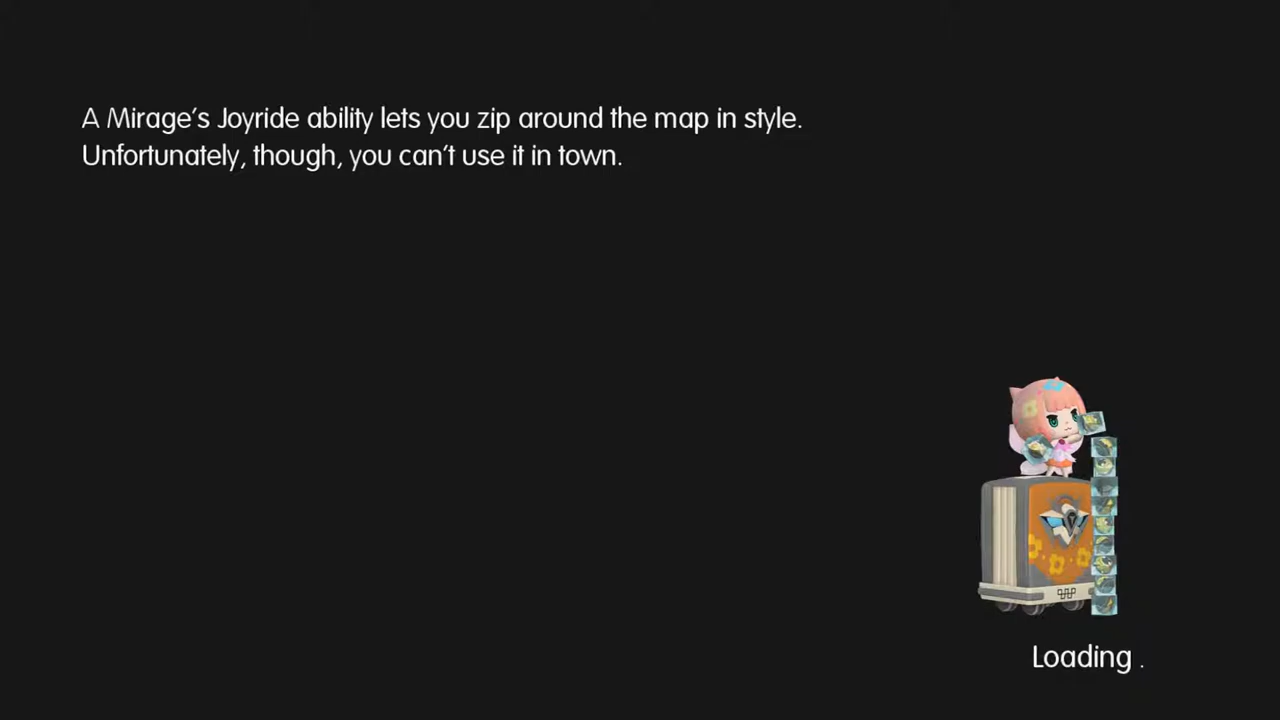 A Mirage's Joyride ability lets you zip around the map in style.
Unfortunately, though, you can't use it in town.
Loading .